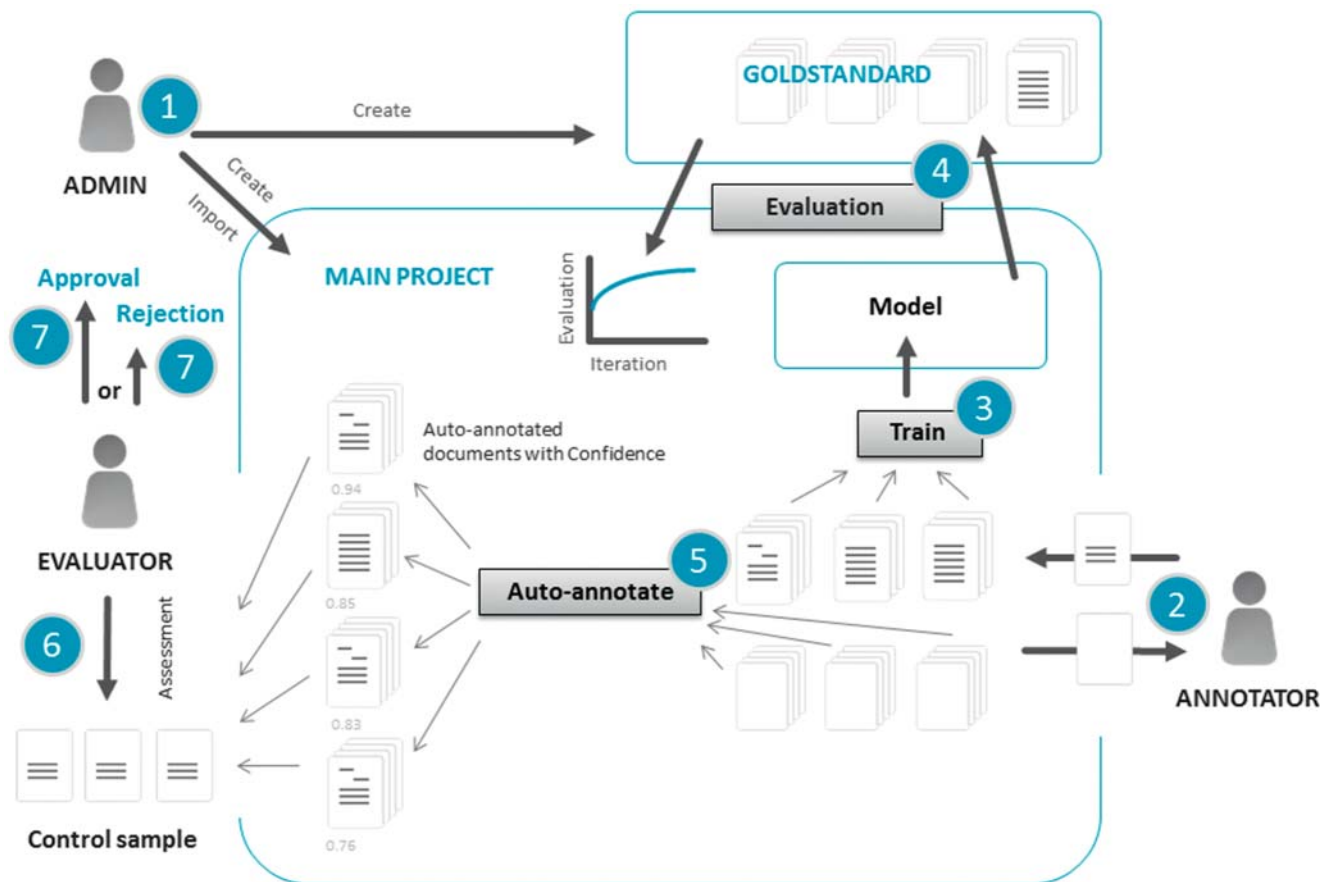 GOLDSTANDARD
1
Create
ADMIN
Create
Import
4
Evaluation
MAIN PROJECT
Evaluation
Iteration
Model
Approval
Rejection
7
7
or
3
Train
Auto-annotated
documents with Confidence
0.94
EVALUATOR
5
Auto-annotate
0.85
2
6
Assessment
ANNOTATOR
0.83
Control sample
0.76